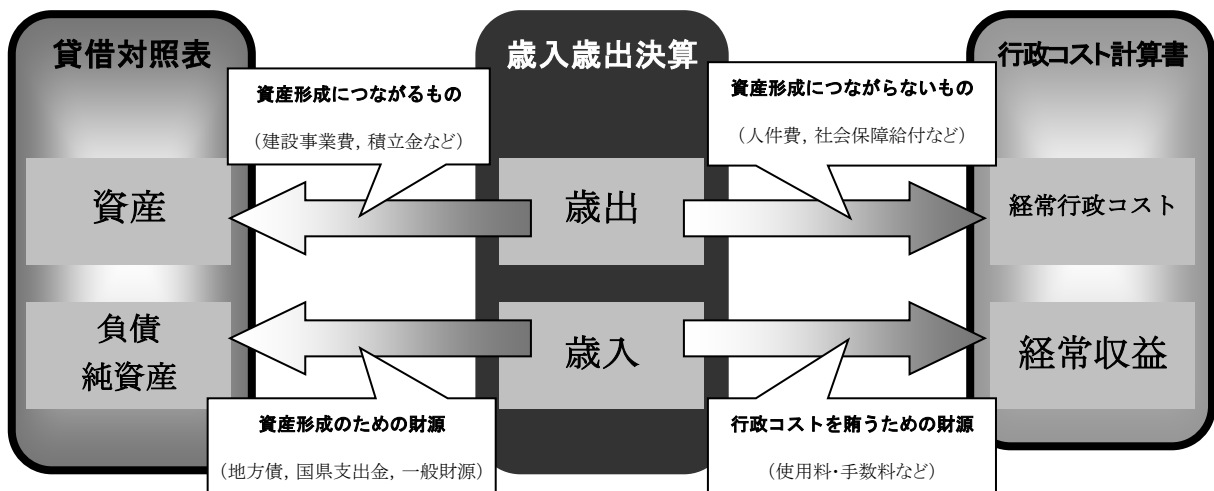 貸借対照表
歳入歳出決算
行政コスト計算書
資産形成につながるもの
（建設事業費，積立金など）
資産形成につながらないもの
（人件費，社会保障給付など）
資産
歳出
経常行政コスト
負債
純資産
歳入
経常収益
資産形成のための財源
（地方債，国県支出金，一般財源）
行政コストを賄うための財源
（使用料・手数料など）